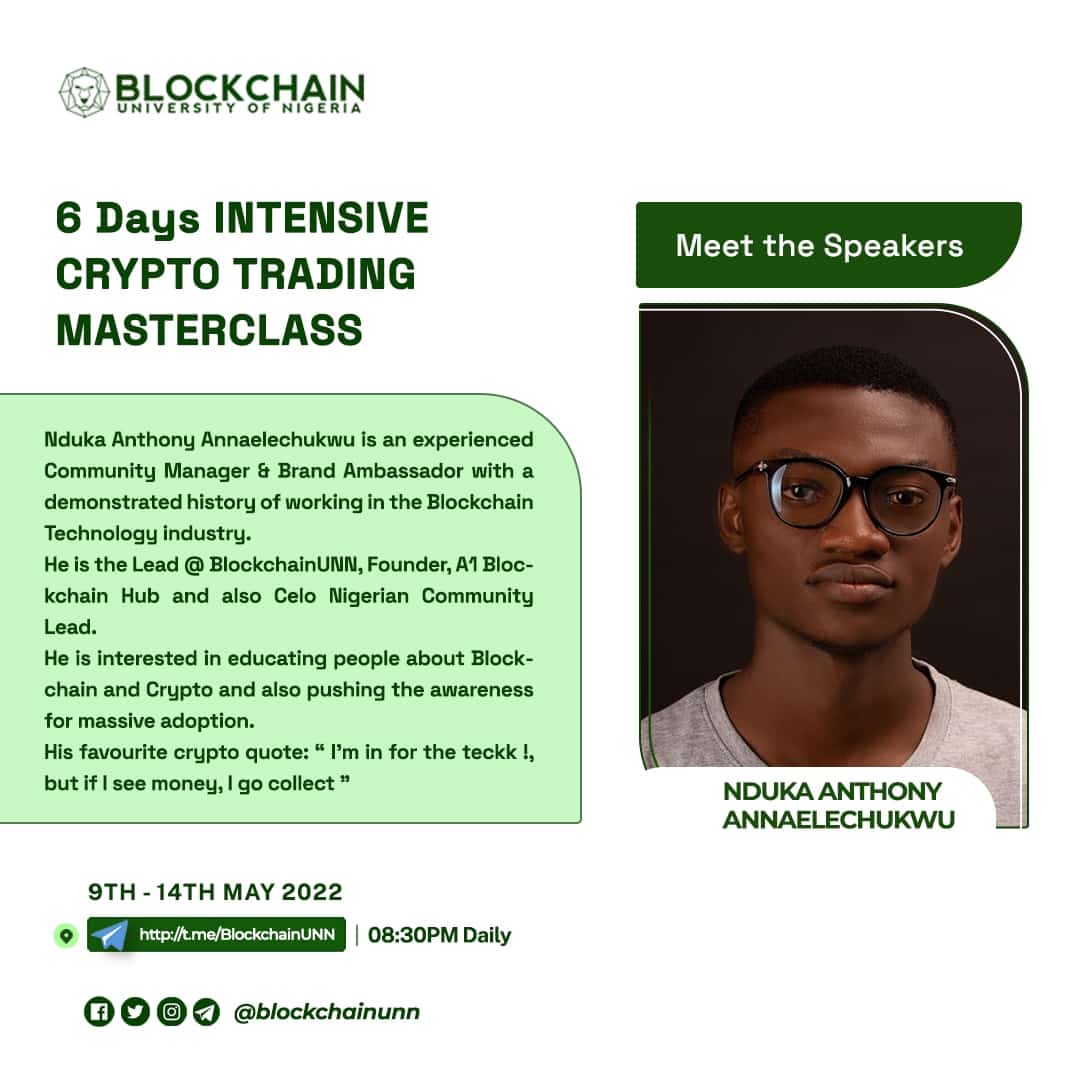 BLOCKCHAIN
UNIVERSITY OF NIGERIA
6 Days INTENSIVE
CRYPTO TRADING
MASTERCLASS
Meet the Speakers
Nduka Anthony Annaelechukwu is an experienced
Community Manager & Brand Ambassador with a
demonstrated history of working in the Blockchain
Technology industry.
He is the Lead @ BlockchainUNN, Founder, A1 Bloc-
kchain Hub and also Celo Nigerian Community
Lead.
He is interested in educating people about Block-
chain and Crypto and also pushing the awareness
for massive adoption.
His favourite crypto quote: “ I'm in for the teckk !,
but if I see money, I go collect ”
NDUKA ANTHONY
ANNAELECHUKWU
9TH - 14TH MAY 2022
http://t.me/BlockchainUNN | 08:30PM Daily
@blockchainunn